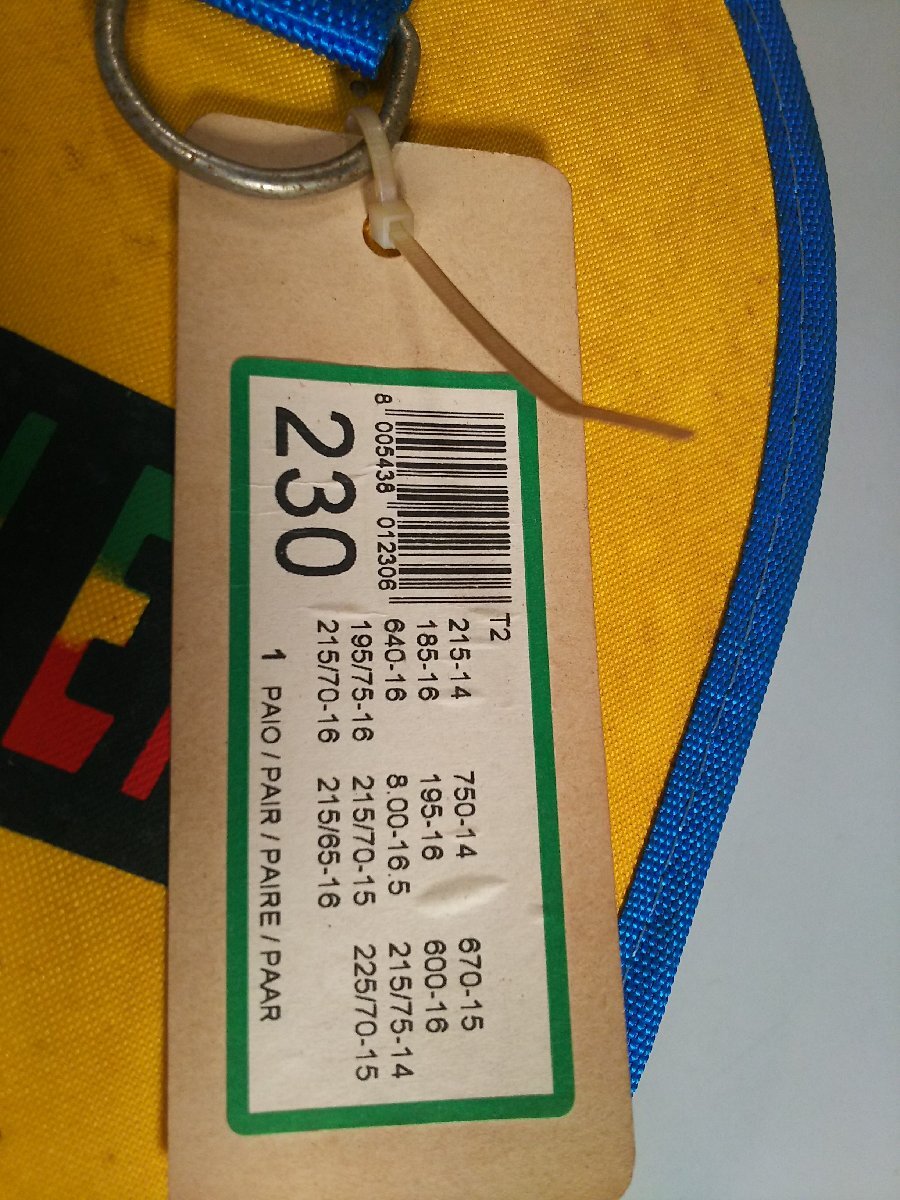 T2
8 005438 012306
230
215-14 750-14 670-15
185-16 195-16 600-16
640-16 8.00-16.5 215/75-14
195/75-16 215/70-15 225/70-15
215/70-16 215/65-16
1 PAIO / PAIR / PAIRE / PAAR